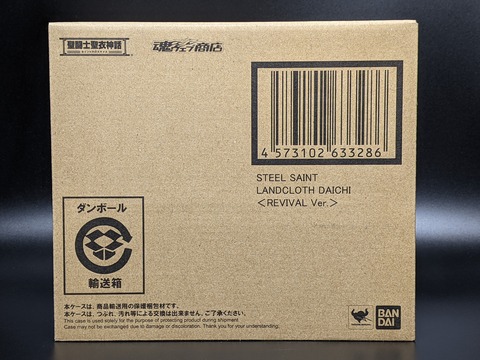 聖闘士聖衣神話
魂ウェブ商店
4 573102 633286
STEEL SAINT
LANDCLOTH DAICHI
＜REVIVAL Ver.＞
ダンボール
輸送箱
本ケースは、商品輸送用の保護梱包材です。
本ケースは、つぶれ、汚れ等による交換は出来ません。ご了承ください。
This case is used solely for the purpose of protecting product during shipment.
Case may not be exchanged due to damage or discoloration. Thank you for your understanding.
BAN
DAI